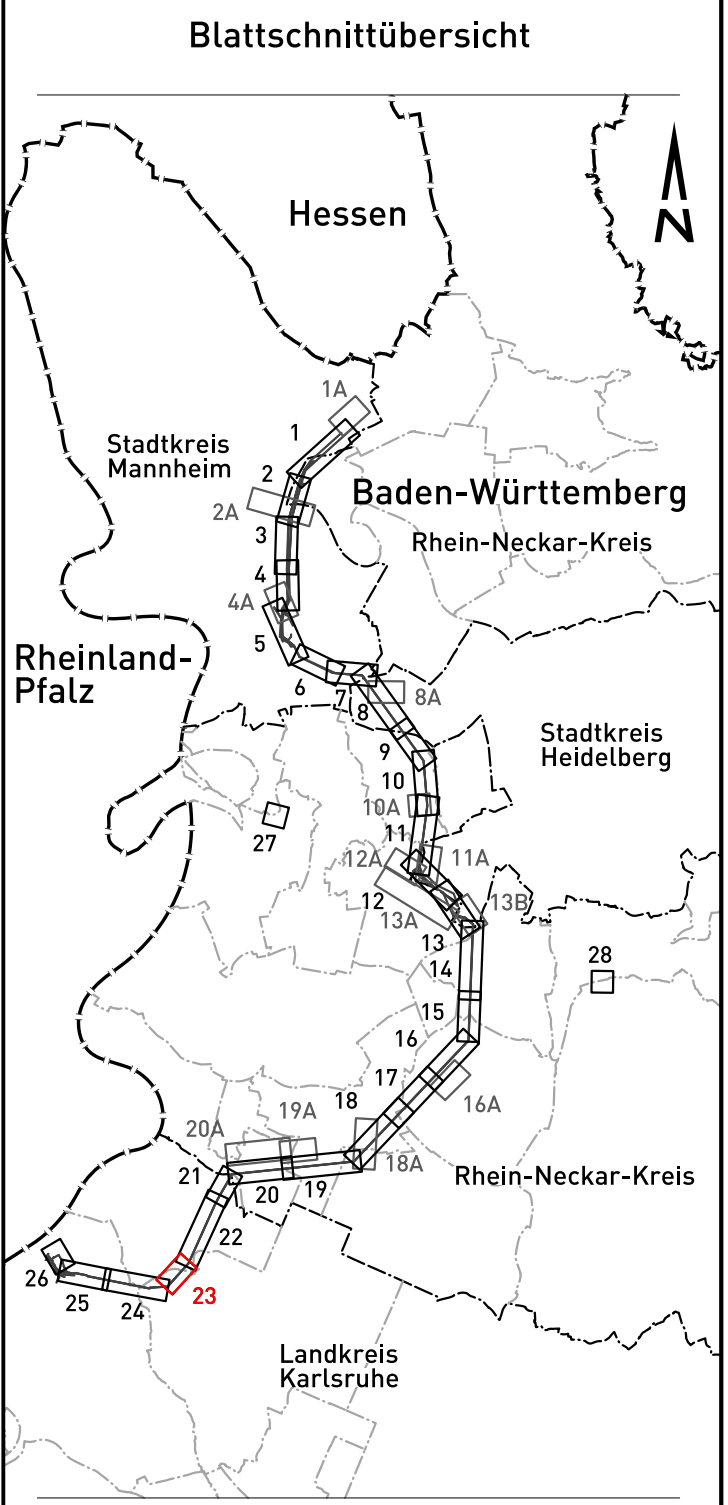 Blattschnittübersicht
Hessen
N
1A
1
Stadtkreis
Mannheim
2
Baden-Württemberg
2A
3
Rhein-Neckar-Kreis
4
4A
5
Rheinland-
Pfalz
6
7
8
8A
Stadtkreis
Heidelberg
9
10
10A
27
11
12A
11A
12
13A
13B
13
14
28
15
16
17
18
16A
19A
20A
18A
21
20
19
Rhein-Neckar-Kreis
22
26
25
24
23
Landkreis
Karlsruhe